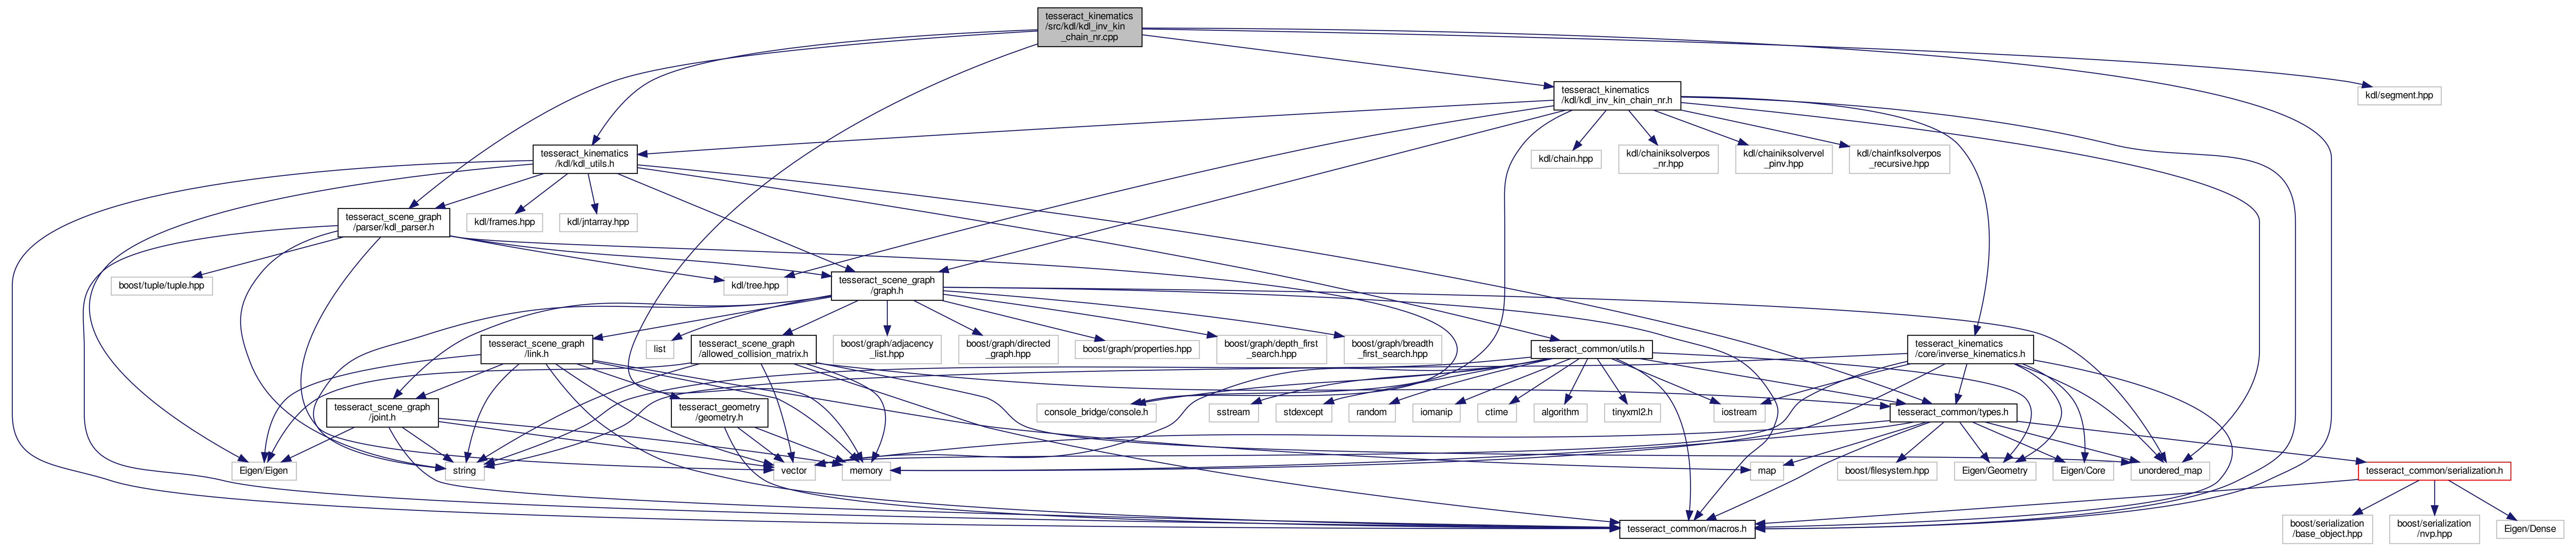 tesseract_kinematics
/src/kdl/kdl_inv_kin
_chain_nr.cpp
tesseract_kinematics
/kdl/kdl_inv_kin_chain_nr.h
kdl/segment.hpp
tesseract_kinematics
/kdl/kdl_utils.h
kdl/chain.hpp
kdl/chainiksolverpos
_nr.hpp
kdl/chainiksolvervel
_pinv.hpp
kdl/chainfksolverpos
_recursive.hpp
tesseract_scene_graph
/parser/kdl_parser.h
kdl/frames.hpp
kdl/jntarray.hpp
boost/tuple/tuple.hpp
kdl/tree.hpp
tesseract_scene_graph
/graph.h
tesseract_scene_graph
/link.h
list
tesseract_scene_graph
/allowed_collision_matrix.h
boost/graph/adjacency
_list.hpp
boost/graph/directed
_graph.hpp
boost/graph/properties.hpp
boost/graph/depth_first
_search.hpp
boost/graph/breadth
_first_search.hpp
tesseract_common/utils.h
tesseract_kinematics
/core/inverse_kinematics.h
tesseract_scene_graph
/joint.h
tesseract_geometry
/geometry.h
console_bridge/console.h
sstream
stdexcept
random
iomanip
ctime
algorithm
tinyxml2.h
iostream
tesseract_common/types.h
Eigen/Eigen
string
vector
memory
map
boost/filesystem.hpp
Eigen/Geometry
Eigen/Core
unordered_map
tesseract_common/serialization.h
tesseract_common/macros.h
boost/serialization
/base_object.hpp
boost/serialization
/nvp.hpp
Eigen/Dense